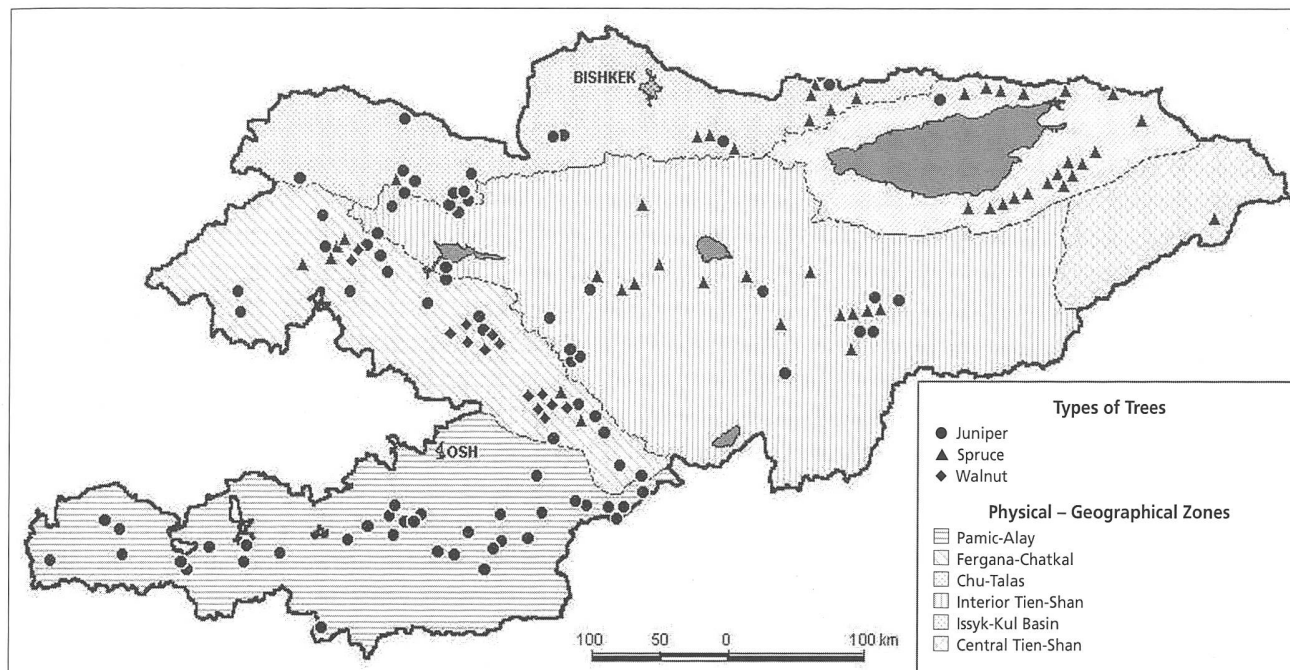 BISHKEK
OSH
Types of Trees
Juniper
Spruce
Walnut
Physical – Geographical Zones
Pamic-Alay
Fergana-Chatkal
Chu-Talas
Interior Tien-Shan
Issyk-Kul Basin
Central Tien-Shan
100 50 0 100 km